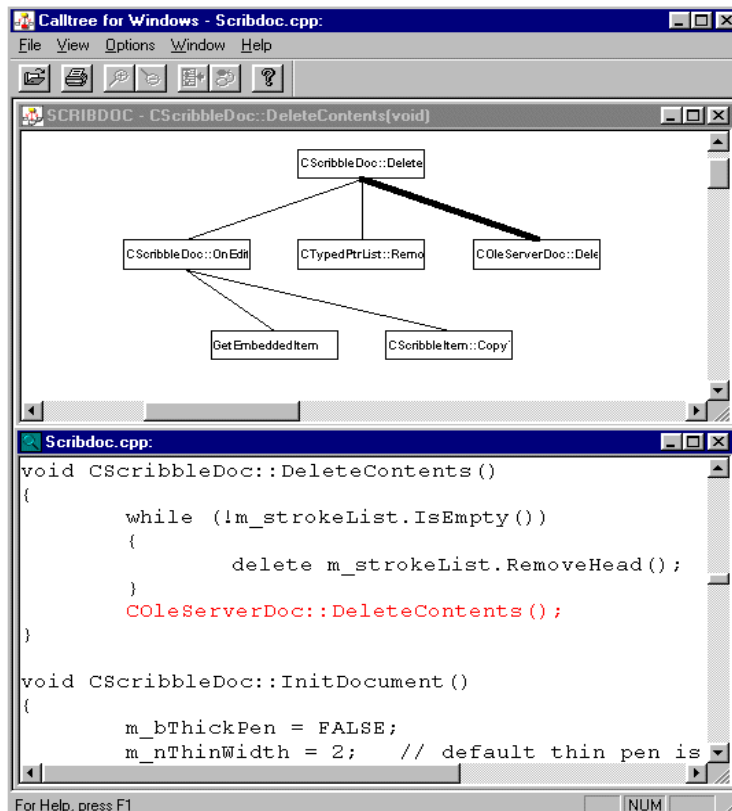 Calltree for Windows - Scribdoc.cpp:
File View Options Window Help
SCRIBDOC - CScribbleDoc::DeleteContents(void)
CScribbleDoc::Delete
CScribbleDoc::OnEdit
CTypedPtrList::Remo
COleServerDoc::Dele
GetEmbeddedItem
CScribbleItem::Copy
Scribdoc.cpp:
void CScribbleDoc::DeleteContents()
{
while (!m_strokeList.IsEmpty())
{
delete m_strokeList.RemoveHead();
}
COleServerDoc::DeleteContents();
}
void CScribbleDoc::InitDocument()
{
m_bThickPen = FALSE;
m_nThinWidth = 2; // default thin pen is
For Help, press F1
NUM